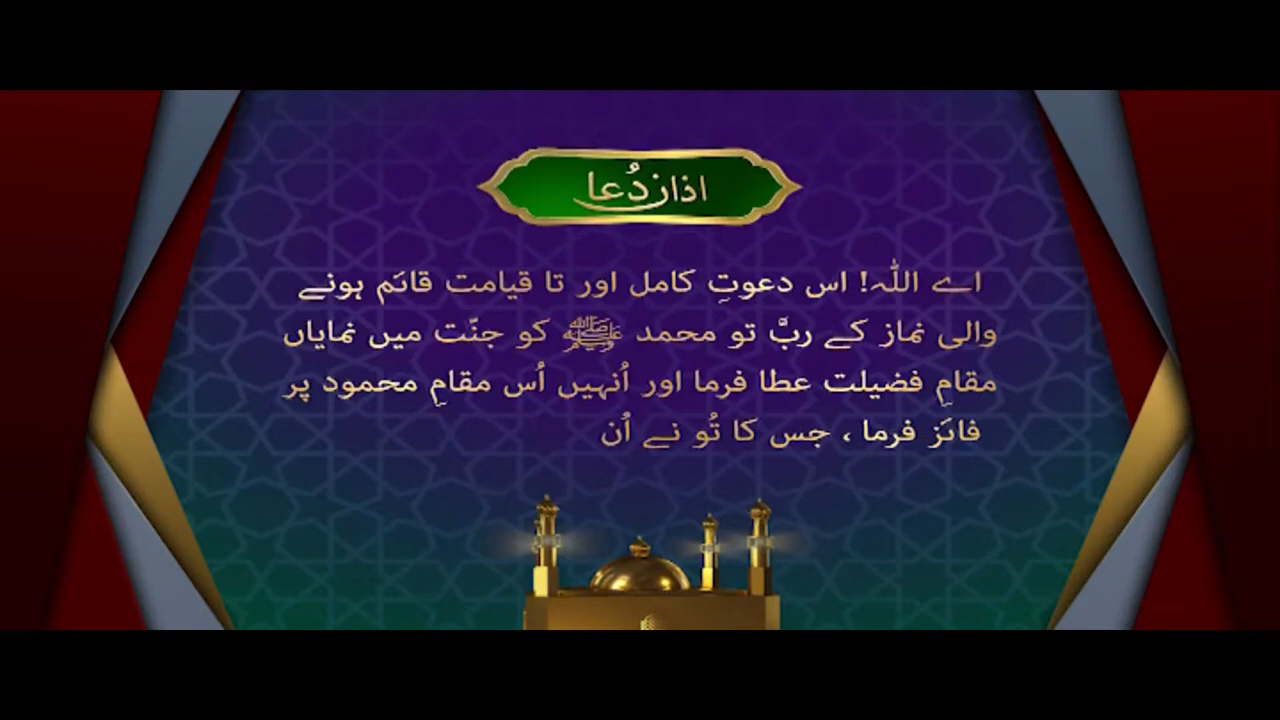 اذانِ دُعا
اے اللّٰہ! اس دعوتِ کامل اور تا قیامت قائم ہونے
والی نماز کے ربَّ تو محمد ﷺ کو جنّت میں نمایاں
مقامِ فضیلت عطا فرما اور اُنہیں اُس مقامِ محمود پر
فائز فرما ، جس کا تُو نے اُن